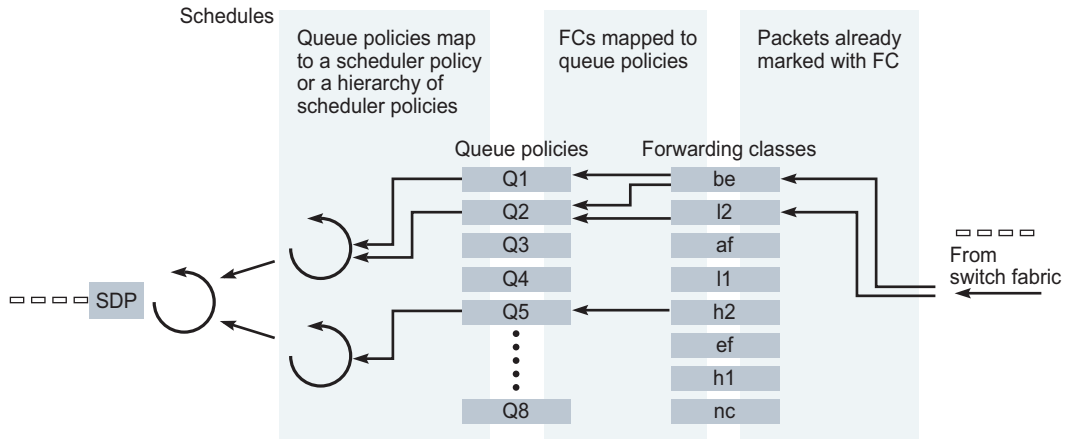 Schedules
Queue policies map
to a scheduler policy
or a hierarchy of
scheduler policies
FCs mapped to
queue policies
Packets already
marked with FC
Queue policies
Forwarding classes
Q1
be
Q2
l2
Q3
af
Q4
l1
Q5
h2
ef
h1
Q8
nc
SDP
From
switch fabric